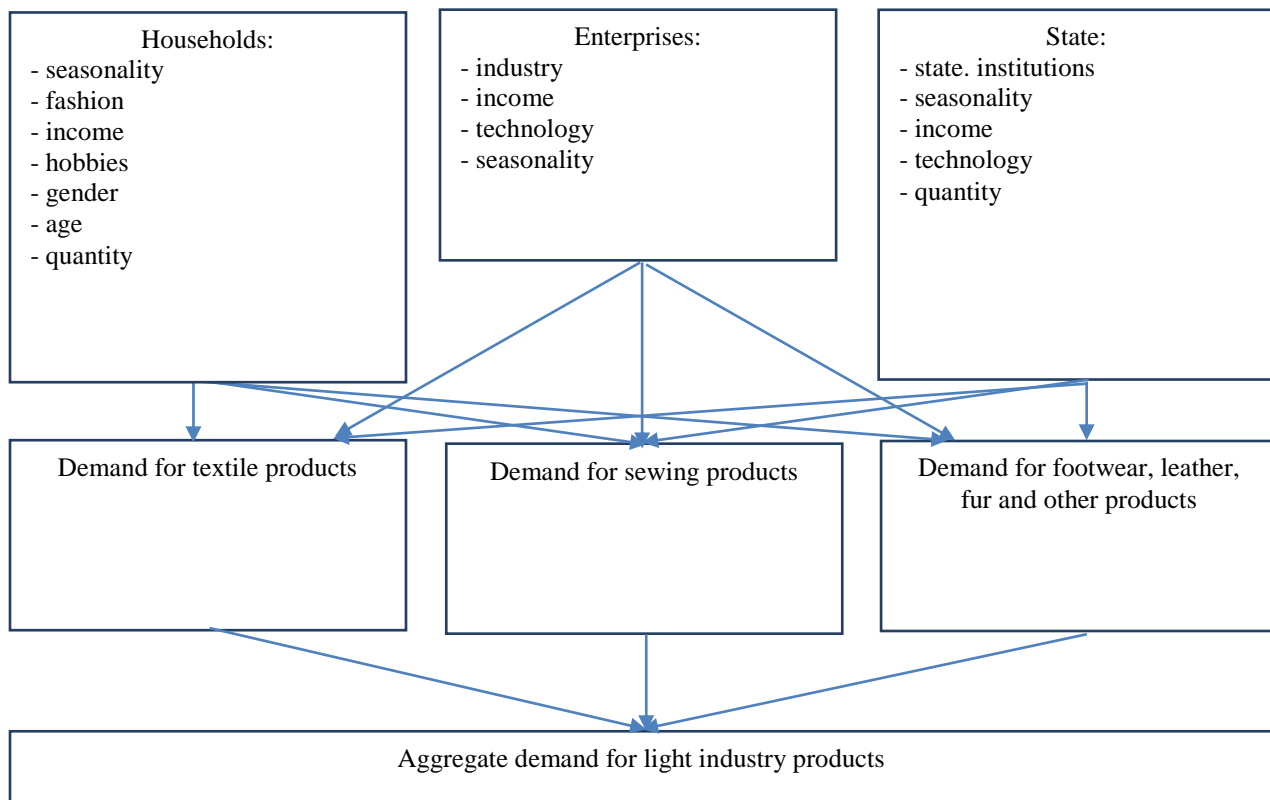 Households:
- seasonality
- fashion
- income
- hobbies
- gender
- age
- quantity
Enterprises:
- industry
- income
- technology
- seasonality
State:
- state. institutions
- seasonality
- income
- technology
- quantity
Demand for textile products
Demand for sewing products
Demand for footwear, leather,
fur and other products
Aggregate demand for light industry products